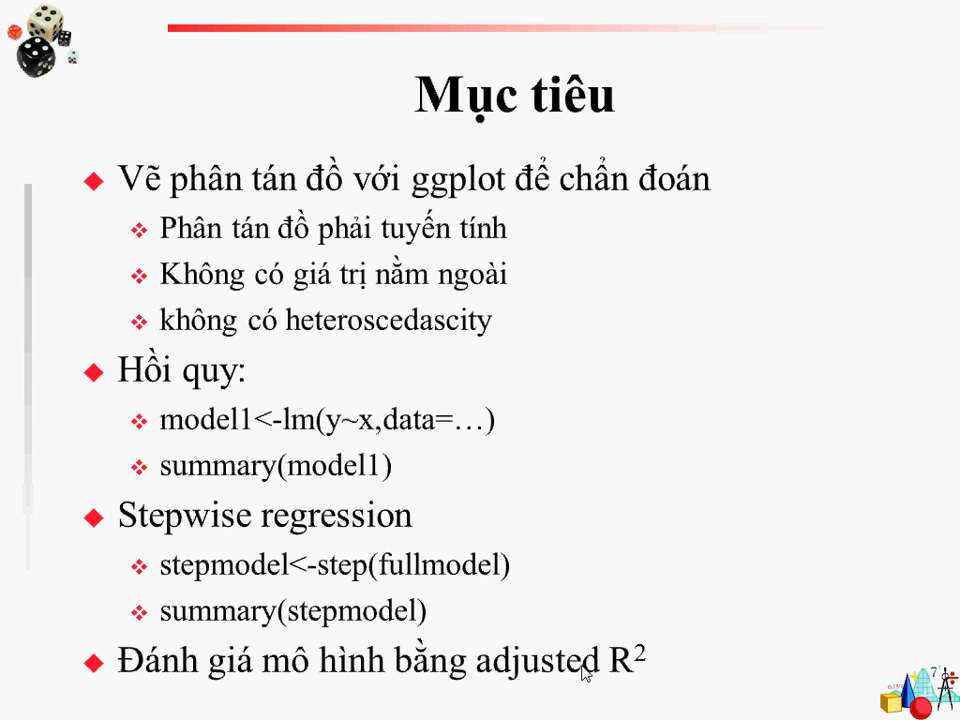 Mục tiêu
Vẽ phân tán đồ với ggplot để chẩn đoán
Phân tán đồ phải tuyến tính
Không có giá trị nằm ngoài
không có heteroscedascity
Hồi quy:
model1<-lm(y~x,data=…)
summary(model1)
Stepwise regression
stepmodel<-step(fullmodel)
summary(stepmodel)
Đánh giá mô hình bằng adjusted R²